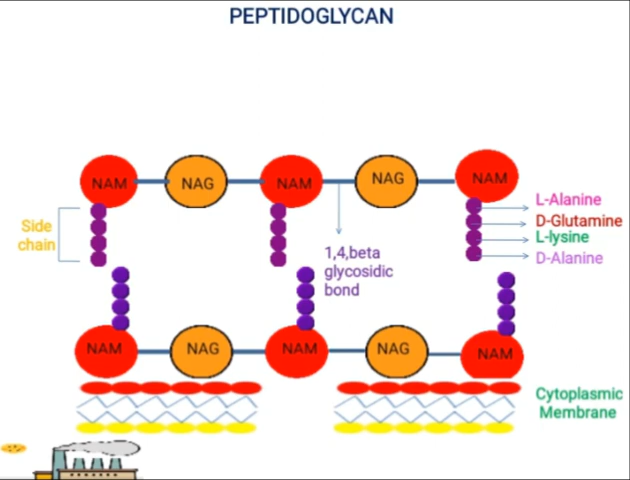 PEPTIDOGLYCAN
NAM
NAG
NAM
NAG
NAM
L-Alanine
D-Glutamine
L-lysine
D-Alanine
Side
chain
1,4,beta
glycosidic
bond
NAM
NAG
NAM
NAG
NAM
Cytoplasmic
Membrane